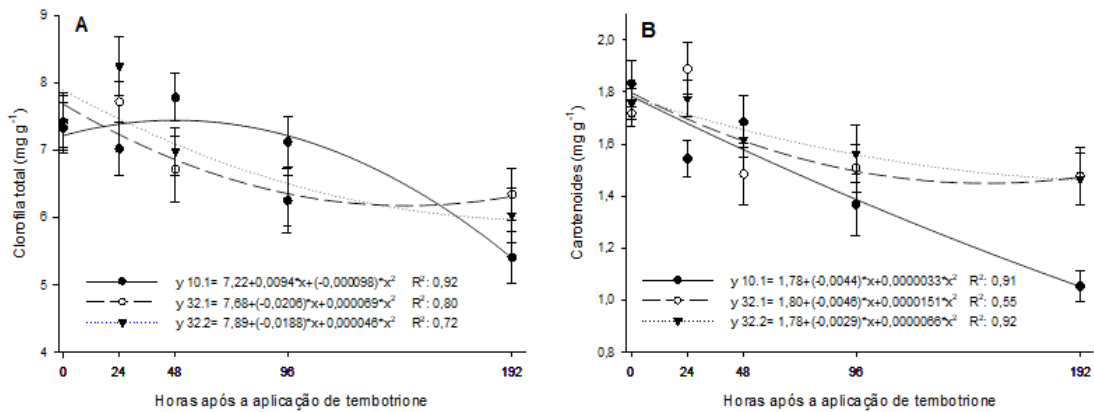 A
Clorofila total (mg g⁻¹)
9
8
7
6
5
4
y 10.1= 7,22+0,0094*x+(-0,000098)*x² R²: 0,92
y 32.1= 7,68+(-0,0206)*x+0,000069*x² R²: 0,80
y 32.2= 7,89+(-0,0188)*x+0,000046*x² R²: 0,72
0 24 48 96 192
Horas após a aplicação de tembotrione
B
Carotenoides (mg g⁻¹)
2,0
1,8
1,6
1,4
1,2
1,0
0,8
y 10.1= 1,78+(-0,0044)*x+0,0000033*x² R²: 0,91
y 32.1= 1,80+(-0,0046)*x+0,0000151*x² R²: 0,55
y 32.2= 1,78+(-0,0029)*x+0,0000066*x² R²: 0,92
0 24 48 96 192
Horas após a aplicação de tembotrione